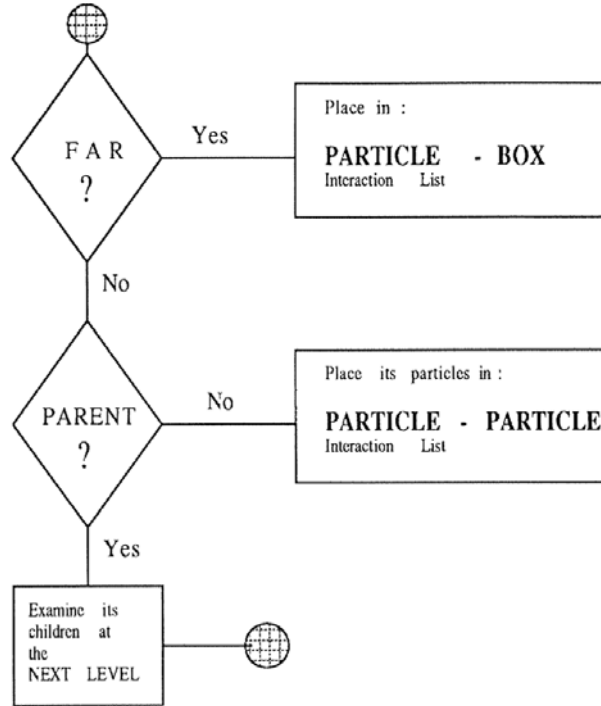 FAR
?
Yes
Place in :
PARTICLE - BOX
Interaction List
No
PARENT
?
No
Place its particles in :
PARTICLE - PARTICLE
Interaction List
Yes
Examine its
children at
the
NEXT LEVEL